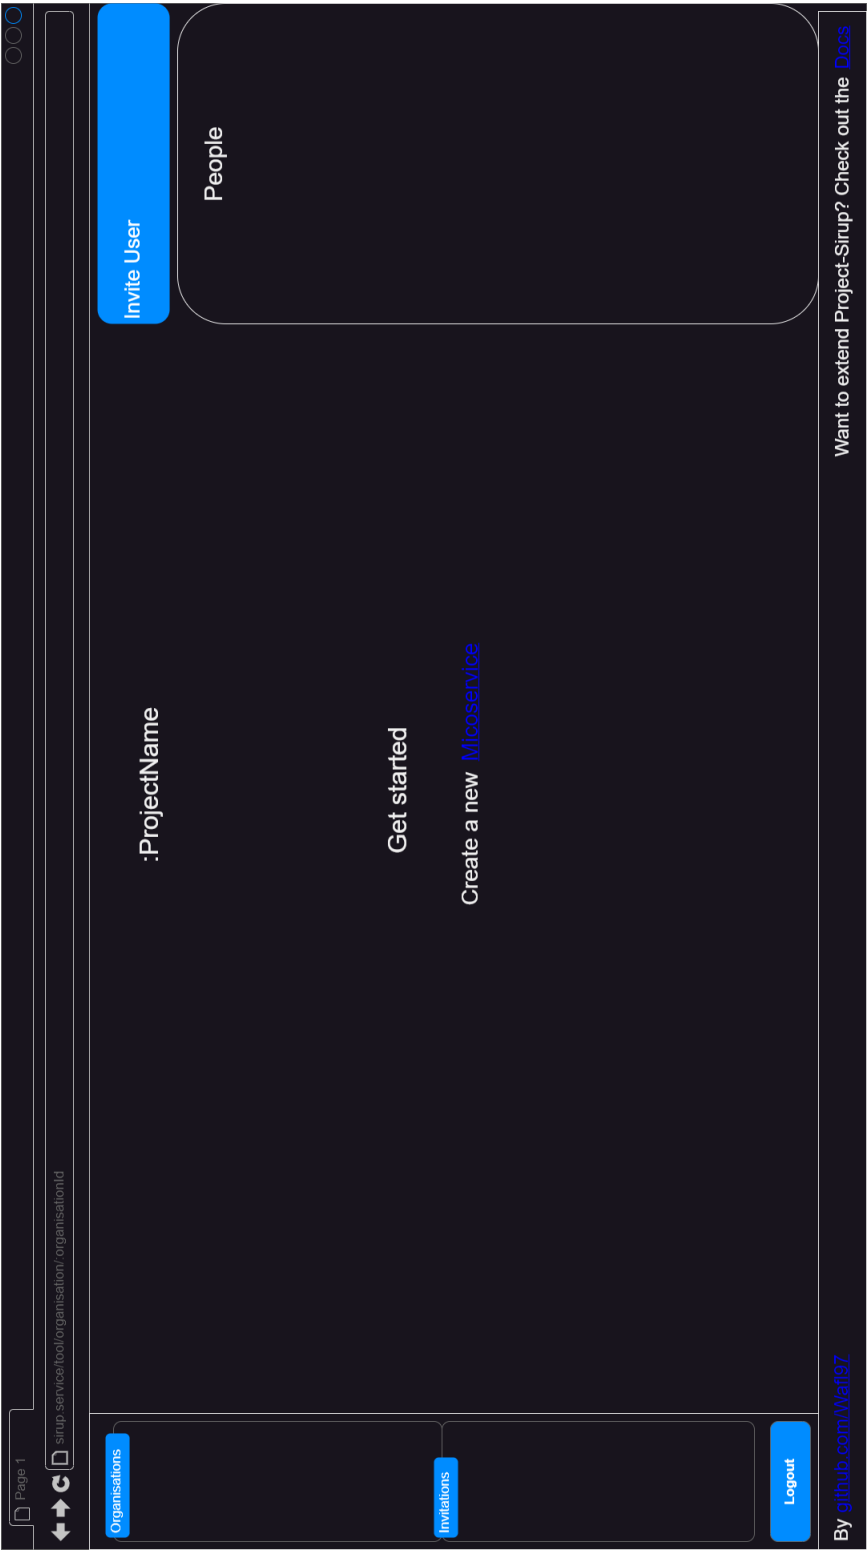 Page 1
sirup.service/tool/organisation/:organisationId
Organisations
Invitations
Logout
:ProjectName
Get started
Create a new Micoservice
Invite User
People
By github.com/Wafl97
Want to extend Project-Sirup? Check out the Docs